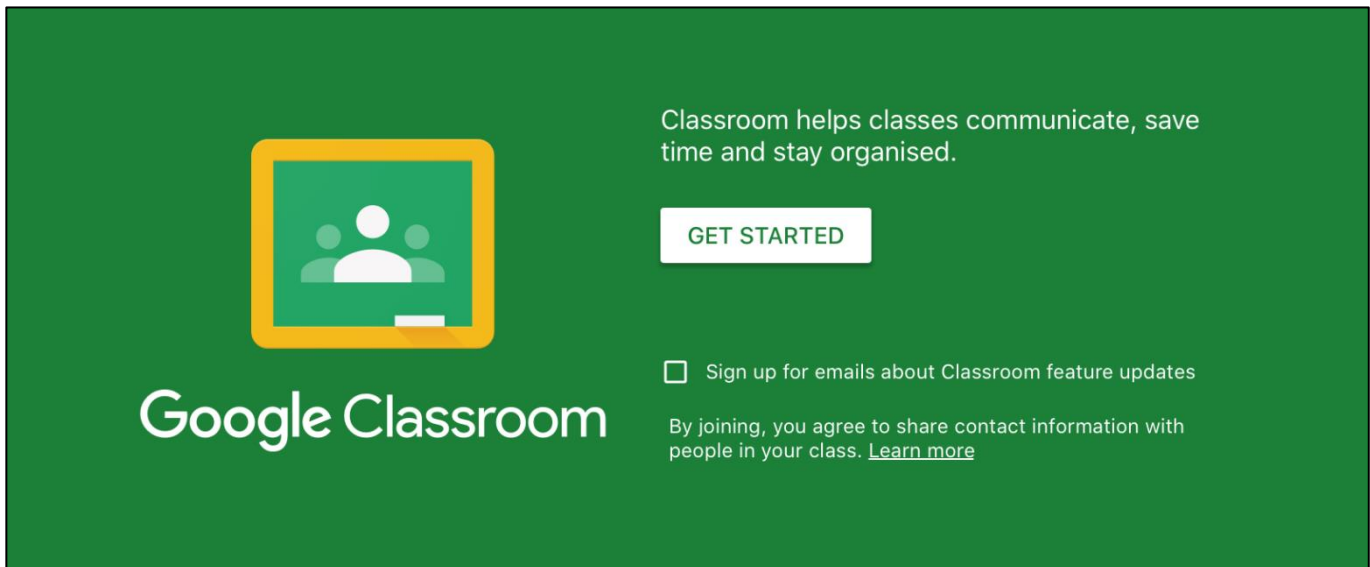 Classroom helps classes communicate, save
time and stay organised.
GET STARTED
Google Classroom
Sign up for emails about Classroom feature updates
By joining, you agree to share contact information with
people in your class. Learn more